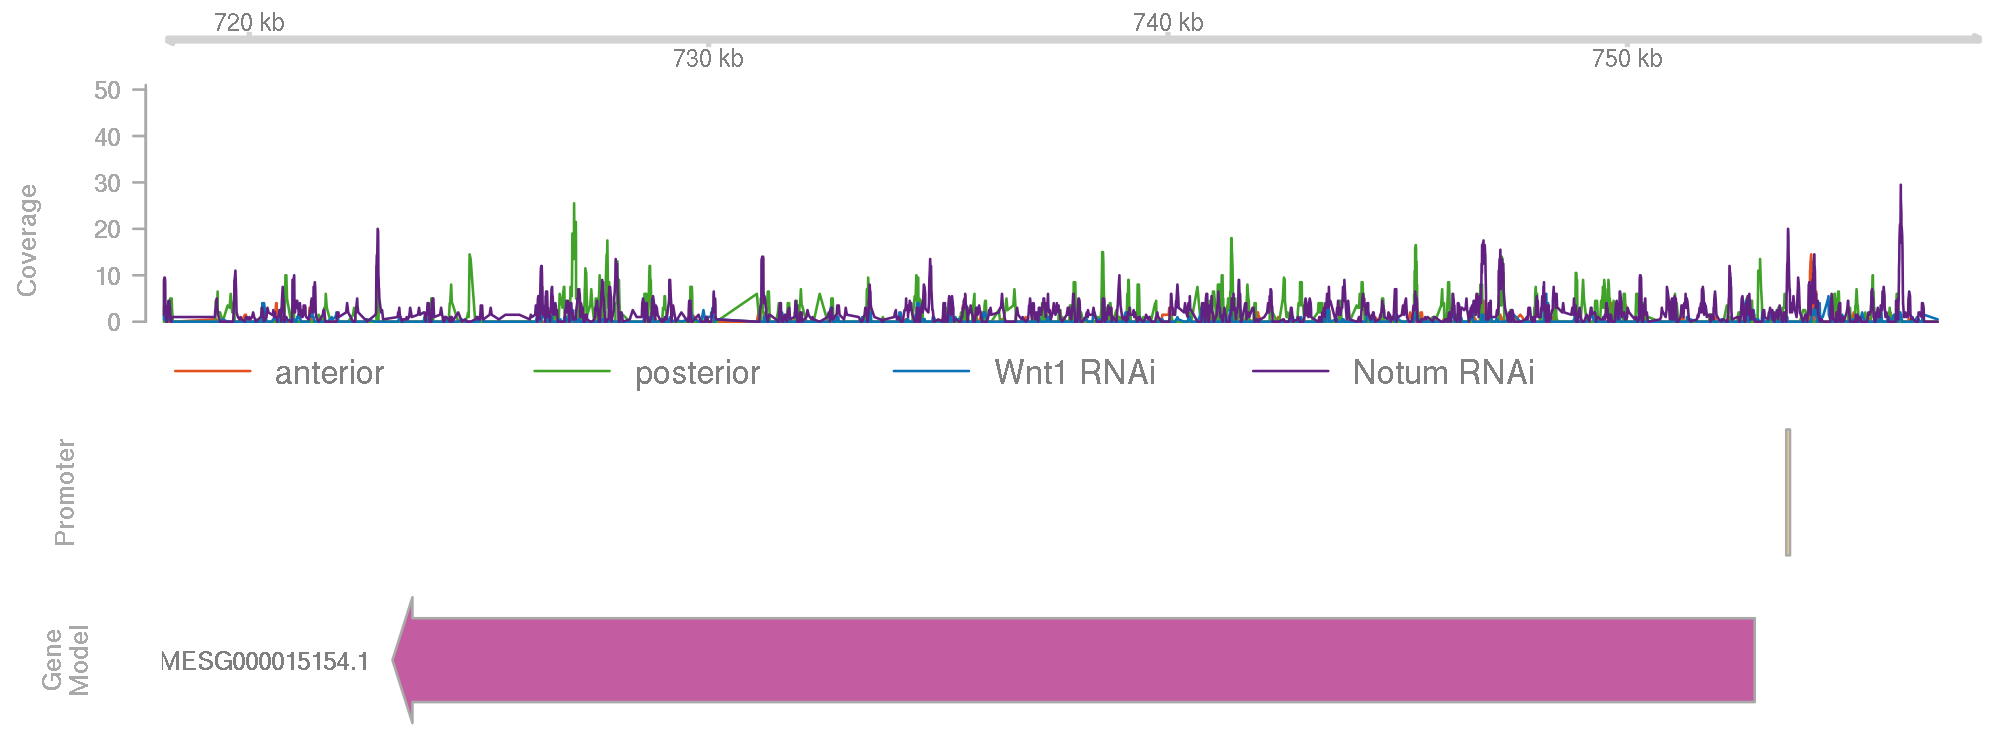 720 kb
740 kb
730 kb
750 kb
Coverage
50
40
30
20
10
0
anterior
posterior
Wnt1 RNAi
Notum RNAi
Promoter
Gene
Model
MESG000015154.1